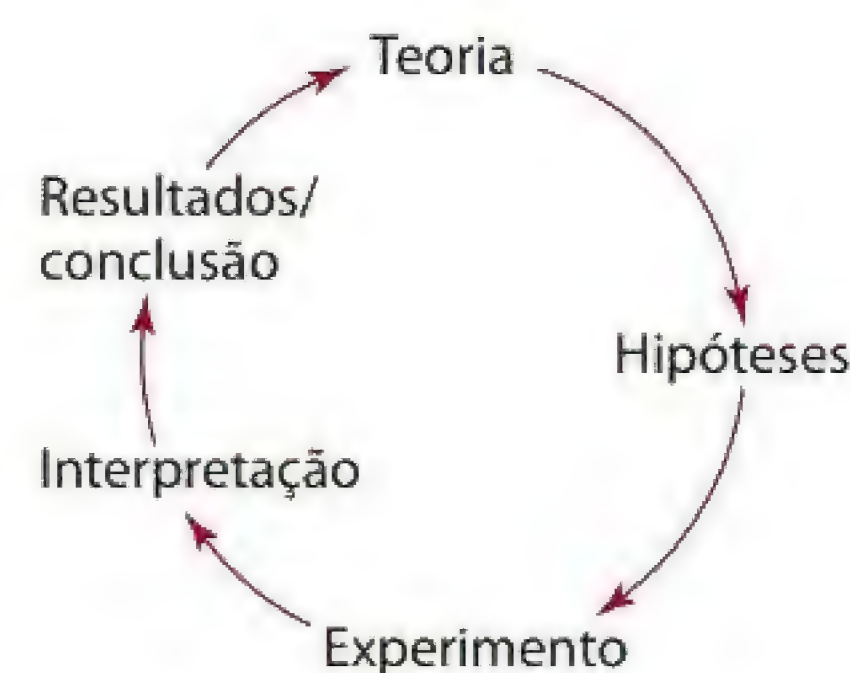 Teoria
Resultados/
conclusão
Hipóteses
Interpretação
Experimento